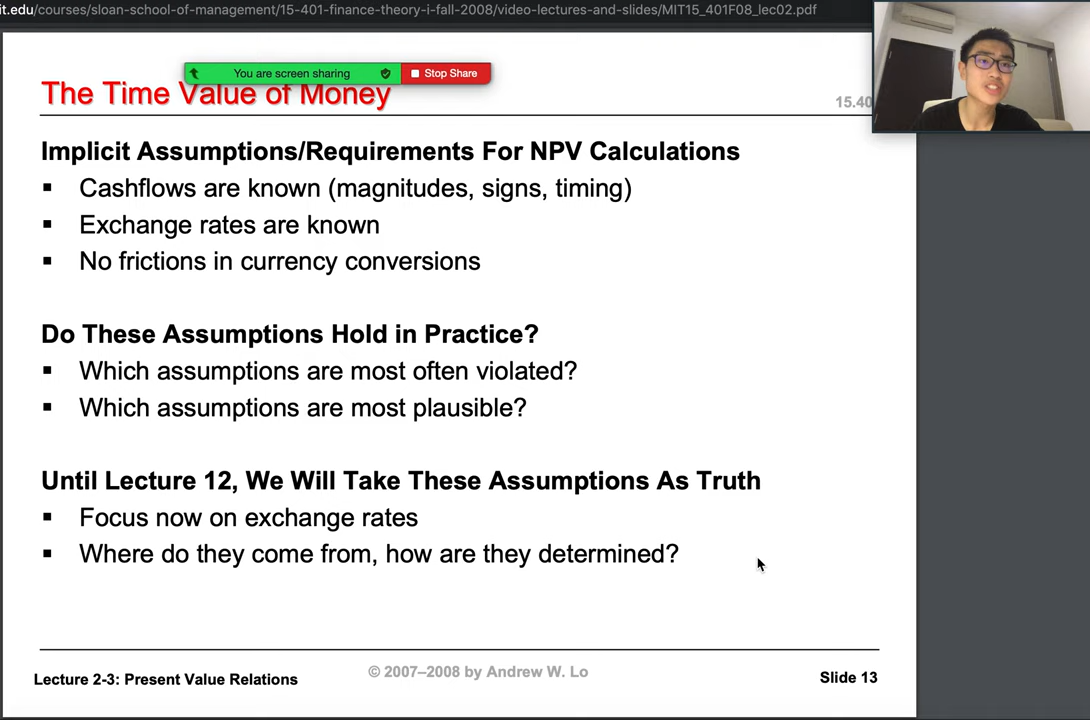 it.edu/courses/sloan-school-of-management/15-401-finance-theory-i-fall-2008/video-lectures-and-slides/MIT15_401F08_lec02.pdf
You are screen sharing
Stop Share
The Time Value of Money
15.40
Implicit Assumptions/Requirements For NPV Calculations
▪ Cashflows are known (magnitudes, signs, timing)
▪ Exchange rates are known
▪ No frictions in currency conversions
Do These Assumptions Hold in Practice?
▪ Which assumptions are most often violated?
▪ Which assumptions are most plausible?
Until Lecture 12, We Will Take These Assumptions As Truth
▪ Focus now on exchange rates
▪ Where do they come from, how are they determined?
Lecture 2-3: Present Value Relations
© 2007–2008 by Andrew W. Lo
Slide 13